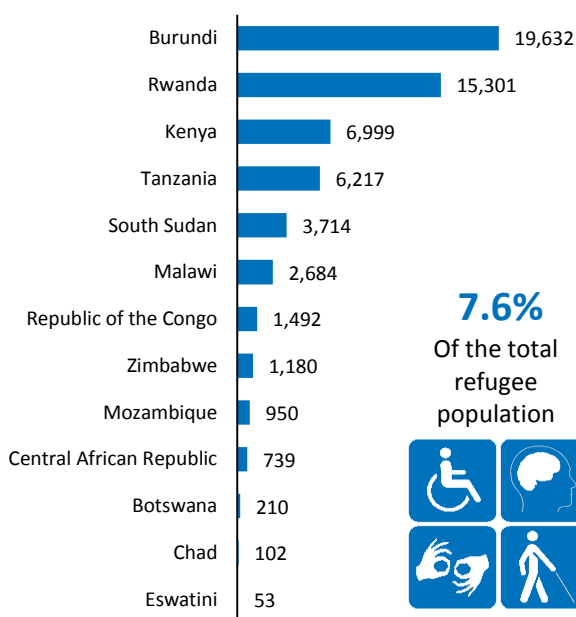 Burundi 19,632
Rwanda 15,301
Kenya 6,999
Tanzania 6,217
South Sudan 3,714
Malawi 2,684
Republic of the Congo 1,492
Zimbabwe 1,180
Mozambique 950
Central African Republic 739
Botswana 210
Chad 102
Eswatini 53
7.6%
Of the total
refugee
population